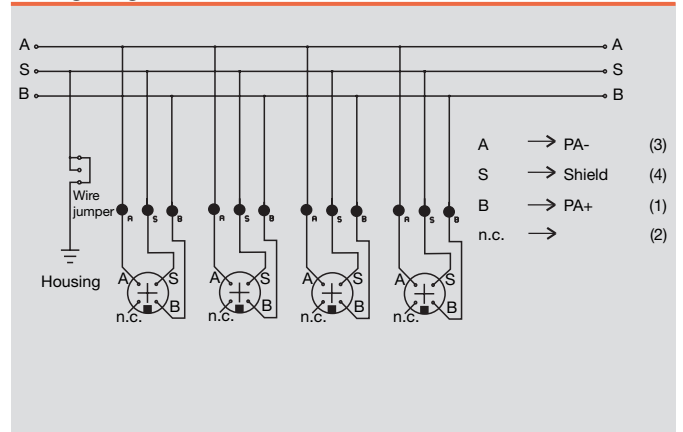 A A
S S
B B
A → PA- (3)
S → Shield (4)
B → PA+ (1)
n.c. → (2)
Wire
jumper
A S B A S B A S B A S B
Housing
A S A S A S A S
B B B B
n.c. n.c. n.c. n.c.